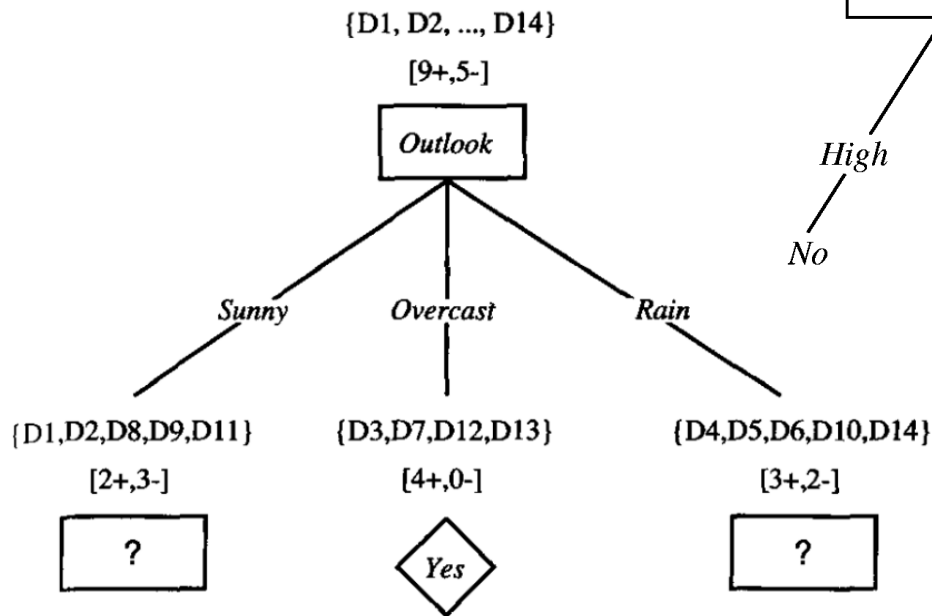 {D1, D2, ..., D14}
[9+,5-]
Outlook
High
No
Sunny
Overcast
Rain
{D1,D2,D8,D9,D11}
{D3,D7,D12,D13}
{D4,D5,D6,D10,D14}
[2+,3-]
[4+,0-]
[3+,2-]
?
Yes
?